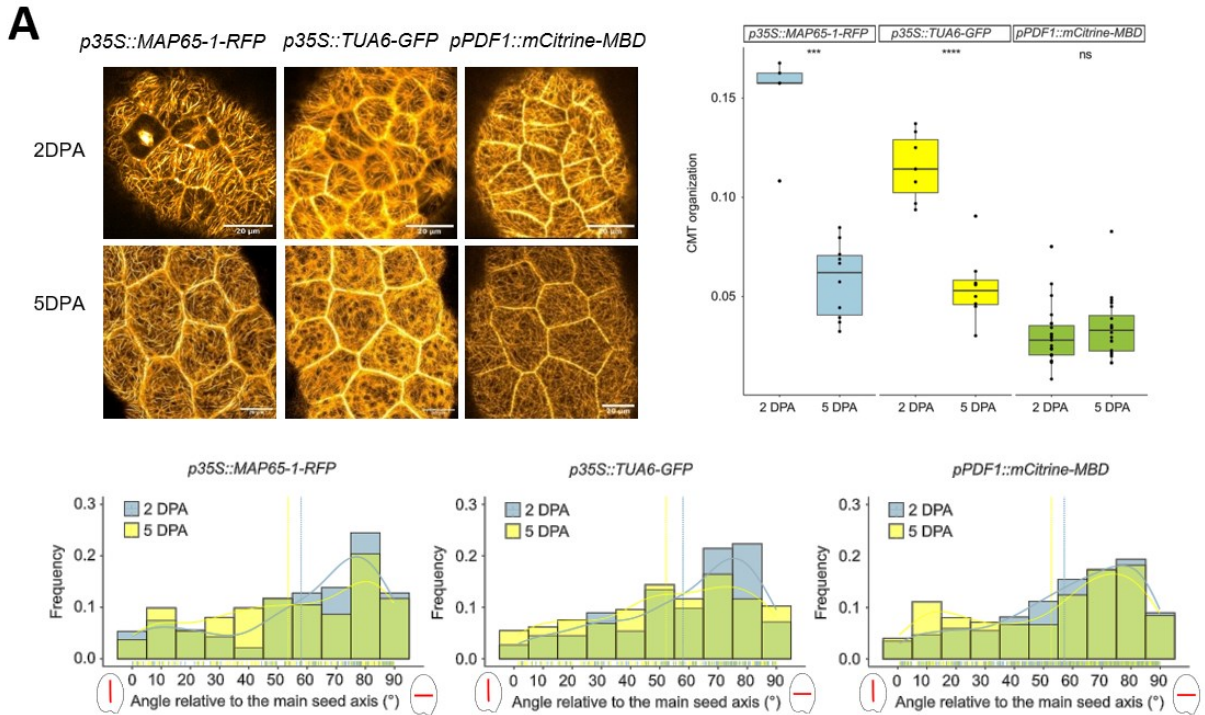 A
p35S::MAP65-1-RFP p35S::TUA6-GFP pPDF1::mCitrine-MBD
2DPA
20 µm 20 µm 20 µm
5DPA
20 µm
p35S::MAP65-1-RFP p35S::TUA6-GFP pPDF1::mCitrine-MBD
*** **** ns
0.15
0.10
0.05
CMT organization
2 DPA 5 DPA 2 DPA 5 DPA 2 DPA 5 DPA
p35S::MAP65-1-RFP
0.3
0.2
0.1
0.0
Frequency
2 DPA
5 DPA
0 10 20 30 40 50 60 70 80 90
Angle relative to the main seed axis (°)
p35S::TUA6-GFP
0.3
0.2
0.1
0.0
Frequency
2 DPA
5 DPA
0 10 20 30 40 50 60 70 80 90
Angle relative to the main seed axis (°)
pPDF1::mCitrine-MBD
0.3
0.2
0.1
0.0
Frequency
2 DPA
5 DPA
0 10 20 30 40 50 60 70 80 90
Angle relative to the main seed axis (°)